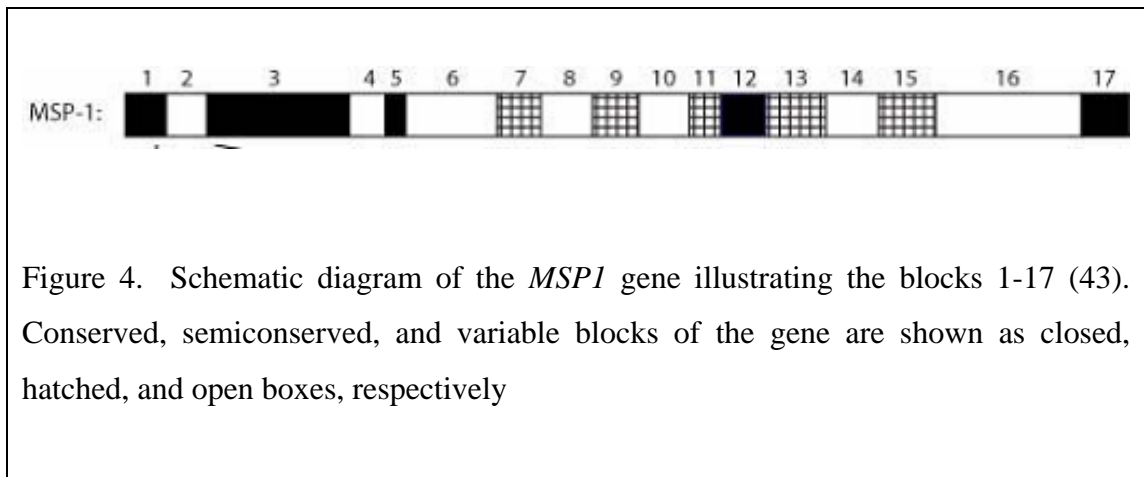 1 2 3 4 5 6 7 8 9 10 11 12 13 14 15 16 17
MSP-1:
Figure 4. Schematic diagram of the MSP1 gene illustrating the blocks 1-17 (43).
Conserved, semiconserved, and variable blocks of the gene are shown as closed,
hatched, and open boxes, respectively